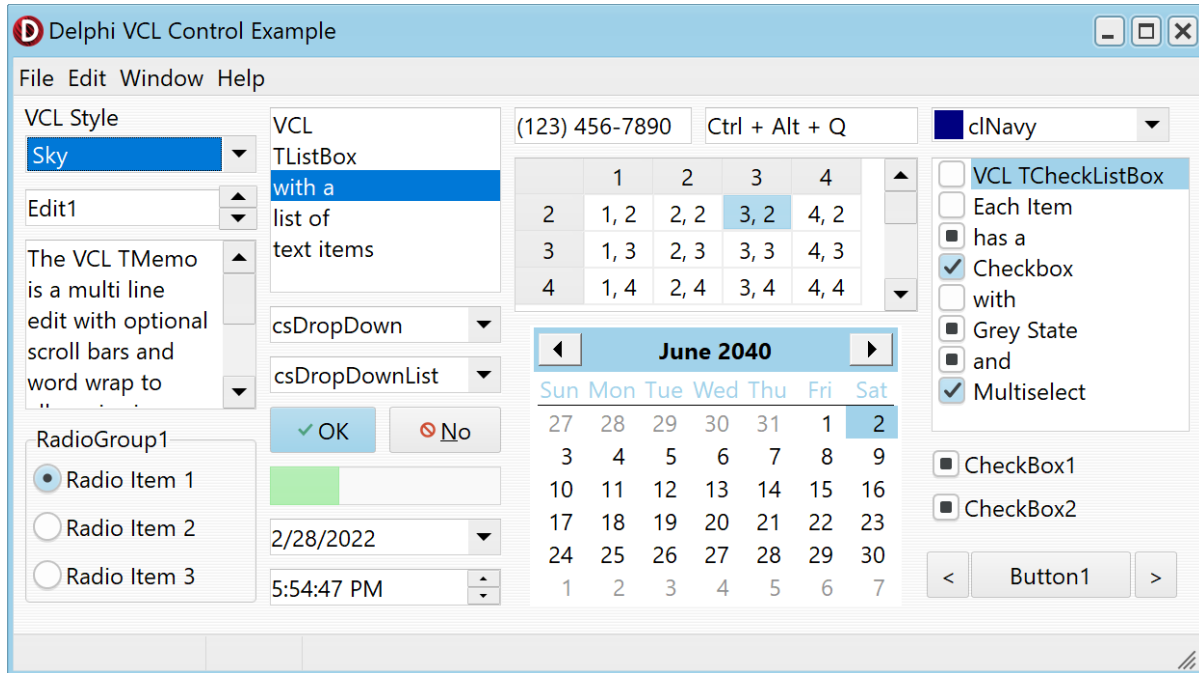 Delphi VCL Control Example
File Edit Window Help
VCL Style
Sky
Edit1
The VCL TMemo
is a multi line
edit with optional
scroll bars and
word wrap to
RadioGroup1
Radio Item 1
Radio Item 2
Radio Item 3
VCL
TListBox
with a
list of
text items
csDropDown
csDropDownList
OK
No
2/28/2022
5:54:47 PM
(123) 456-7890
Ctrl + Alt + Q
1 2 3 4
2 1, 2 2, 2 3, 2 4, 2
3 1, 3 2, 3 3, 3 4, 3
4 1, 4 2, 4 3, 4 4, 4
June 2040
Sun Mon Tue Wed Thu Fri Sat
27 28 29 30 31 1 2
3 4 5 6 7 8 9
10 11 12 13 14 15 16
17 18 19 20 21 22 23
24 25 26 27 28 29 30
1 2 3 4 5 6 7
clNavy
VCL TCheckListBox
Each Item
has a
Checkbox
with
Grey State
and
Multiselect
CheckBox1
CheckBox2
< Button1 >